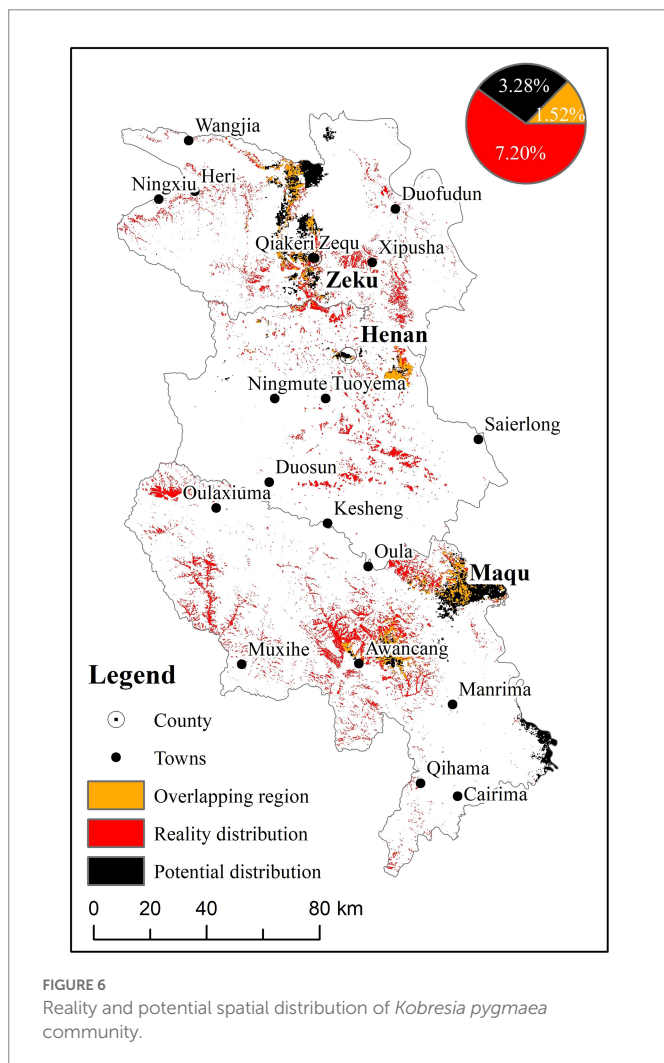 3.28%
1.52%
7.20%
Wangjia
Ningxiu Heri
Duofudun
Qiakeri Zequ
Xipusha
Zeku
Henan
Ningmute Tuoyema
Saierlong
Duosun
Oulaxiuma
Kesheng
Oula
Maqu
Muxihe
Awancang
Manrima
Qihama
Cairima
Legend
County
Towns
Overlapping region
Reality distribution
Potential distribution
0 20 40 80 km
FIGURE 6
Reality and potential spatial distribution of Kobresia pygmaea
community.